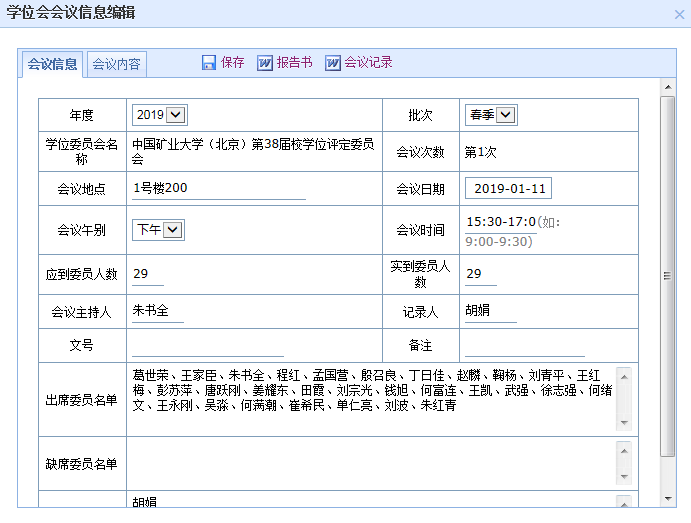 学位会会议信息编辑
会议信息 会议内容 保存 报告书 会议记录
年度 2019 批次 春季
学位委员会名称 中国矿业大学（北京）第38届校学位评定委员会 会议次数 第1次
会议地点 1号楼200 会议日期 2019-01-11
会议午别 下午 会议时间 15:30-17:0(如:
9:00-9:30)
应到委员人数 29 实到委员人数 29
会议主持人 朱书全 记录人 胡娟
文号 备注
出席委员名单
葛世荣、王家臣、朱书全、程红、孟国营、殷召良、丁日佳、赵麟、鞠杨、刘青平、王红
梅、彭苏萍、唐跃刚、姜耀东、田霞、刘宗光、钱旭、何富连、王凯、武强、徐志强、何绪
文、王永刚、吴淼、何满潮、崔希民、单仁亮、刘波、朱红青
缺席委员名单
胡娟